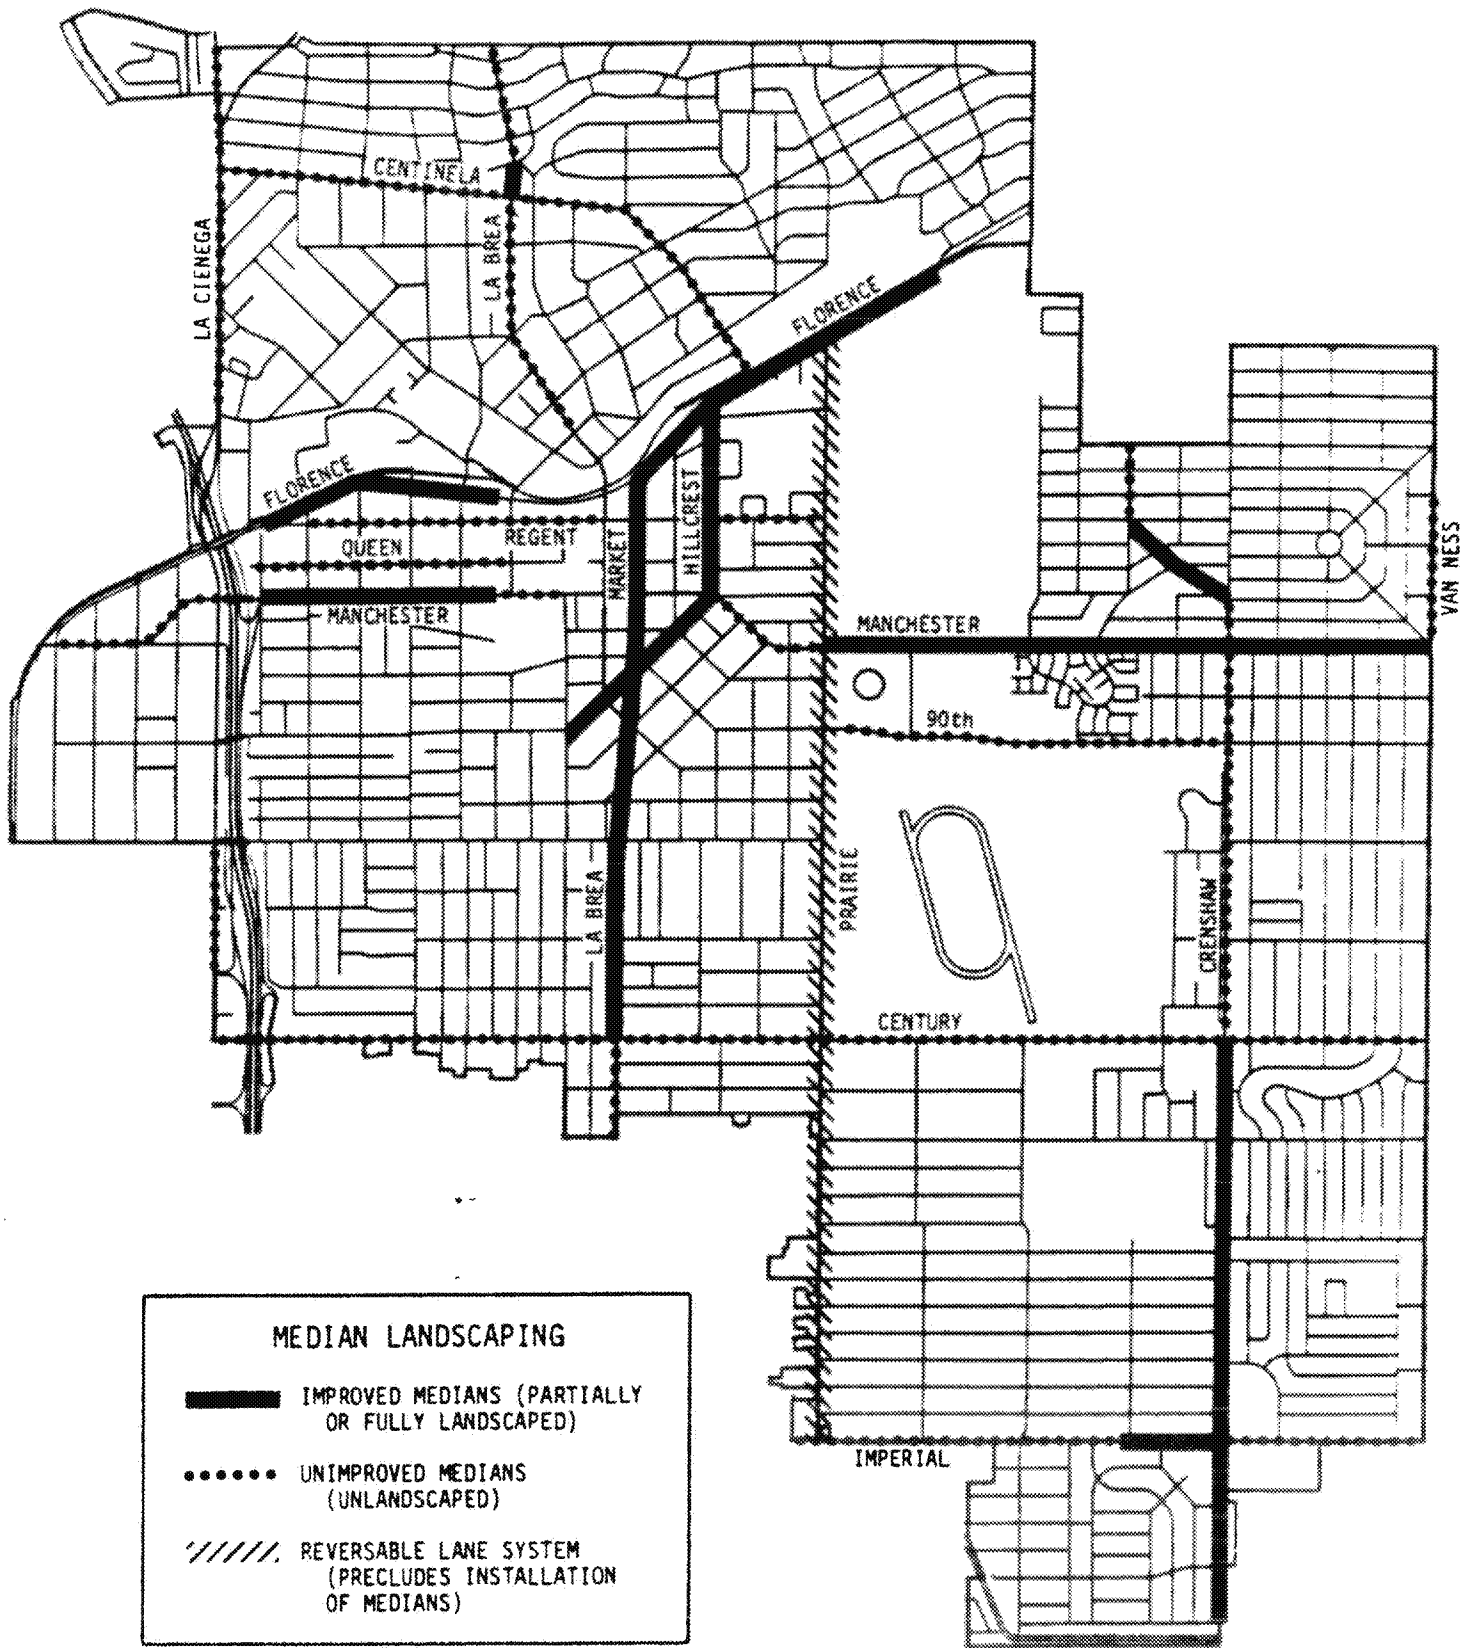 CENTINELA
LA CIENEGA
LA BREA
FLORENCE
FLORENCE
HILLCREST
REGENT
QUEEN
MARKET
VAN NESS
MANCHESTER
MANCHESTER
90th
PRAIRIE
LA BREA
CRENSHAW
CENTURY
IMPERIAL
MEDIAN LANDSCAPING
IMPROVED MEDIANS (PARTIALLY
OR FULLY LANDSCAPED)
UNIMPROVED MEDIANS
(UNLANDSCAPED)
REVERSABLE LANE SYSTEM
(PRECLUDES INSTALLATION
OF MEDIANS)